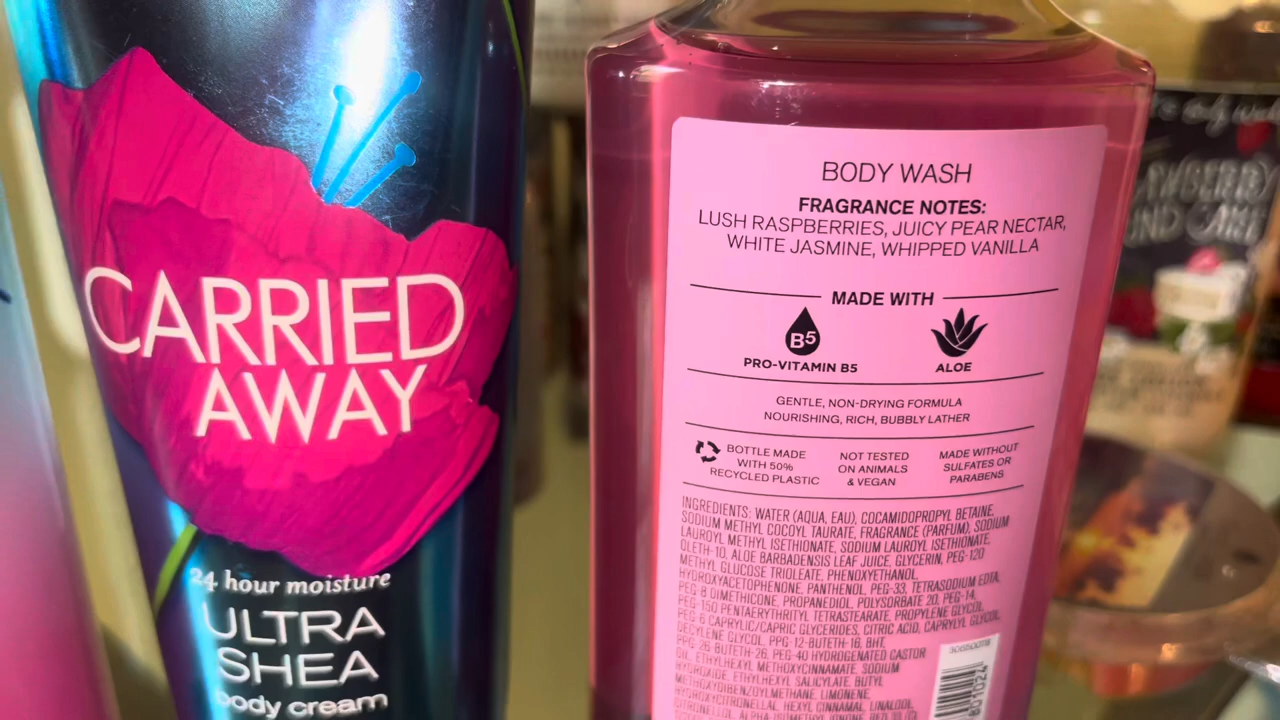 CARRIED
AWAY
24 hour moisture
ULTRA
SHEA
body cream
BODY WASH
FRAGRANCE NOTES:
LUSH RASPBERRIES, JUICY PEAR NECTAR,
WHITE JASMINE, WHIPPED VANILLA
MADE WITH
B5
PRO-VITAMIN B5
ALOE
GENTLE, NON-DRYING FORMULA
NOURISHING, RICH, BUBBLY LATHER
BOTTLE MADE
WITH 50%
RECYCLED PLASTIC
NOT TESTED
ON ANIMALS
& VEGAN
MADE WITHOUT
SULFATES OR
PARABENS
INGREDIENTS: WATER (AQUA, EAU), COCAMIDOPROPYL BETAINE,
SODIUM METHYL COCOYL TAURATE, FRAGRANCE (PARFUM), SODIUM
LAUROYL METHYL ISETHIONATE, SODIUM LAUROYL ISETHIONATE,
OLETH-10, ALOE BARBADENSIS LEAF JUICE, GLYCERIN, PEG-120
METHYL GLUCOSE TRIOLEATE, PHENOXYETHANOL,
HYDROXYACETOPHENONE, PANTHENOL, PEG-33, TETRASODIUM EDTA,
PEG-8 DIMETHICONE, PROPANEDIOL, POLYSORBATE 20, PEG-14,
PEG-150 PENTAERYTHRITYL TETRASTEARATE, PROPYLENE GLYCOL,
PEG-6 CAPRYLIC/CAPRIC GLYCERIDES, CITRIC ACID, CAPRYLYL GLYCOL,
DECYLENE GLYCOL, PPG-12-BUTETH-16, BHT,
PPG-26-BUTETH-26, PEG-40 HYDROGENATED CASTOR
OIL, ETHYLHEXYL METHOXYCINNAMATE, SODIUM
HYDROXIDE, ETHYLHEXYL SALICYLATE, BUTYL
METHOXYDIBENZOYLMETHANE, LIMONENE,
HYDROXYCITRONELLAL, HEXYL CINNAMAL, LINALOOL,
CITRONELLOL, ALPHA-ISOMETHYL IONONE,
801024